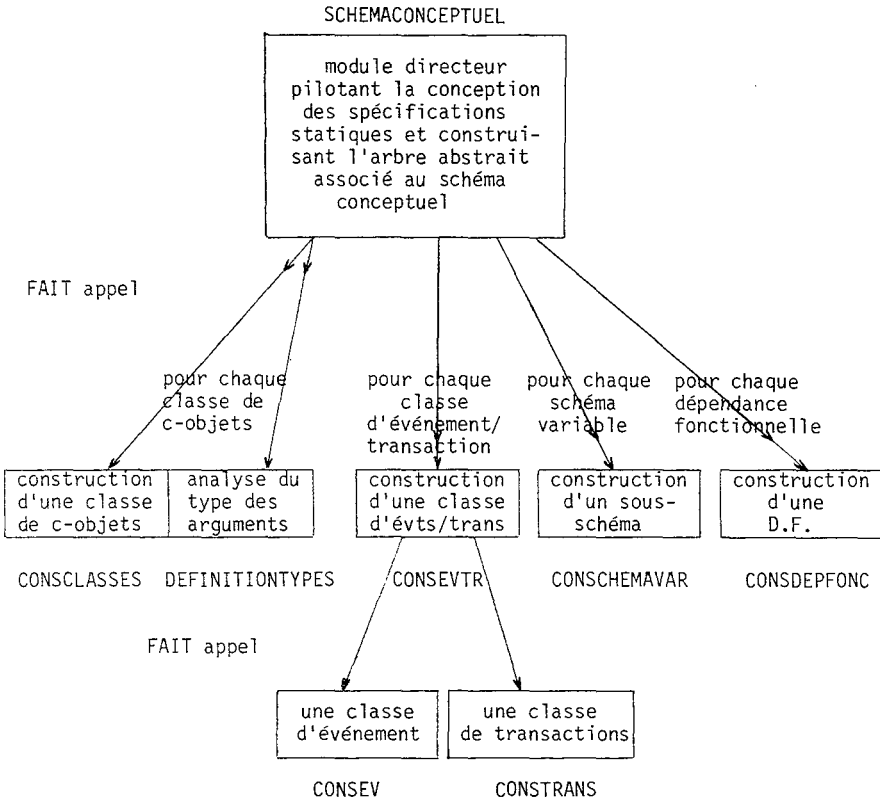 SCHEMACONCEPTUEL
module directeur
pilotant la conception
des spécifications
statiques et construi-
sant l'arbre abstrait
associé au schéma
conceptuel
FAIT appel
pour chaque
classe de
c-objets
pour chaque
classe
d'événement/
transaction
pour chaque
schéma
variable
pour chaque
dépendance
fonctionnelle
construction
d'une classe
de c-objets
analyse du
type des
arguments
construction
d'une classe
d'évts/trans
construction
d'un sous-
schéma
construction
d'une
D.F.
CONSCLASSES
DEFINITIONTYPES
CONSEVTR
CONSCHEMAVAR
CONSDEPFONC
FAIT appel
une classe
d'événement
une classe
de transactions
CONSEV
CONSTRANS